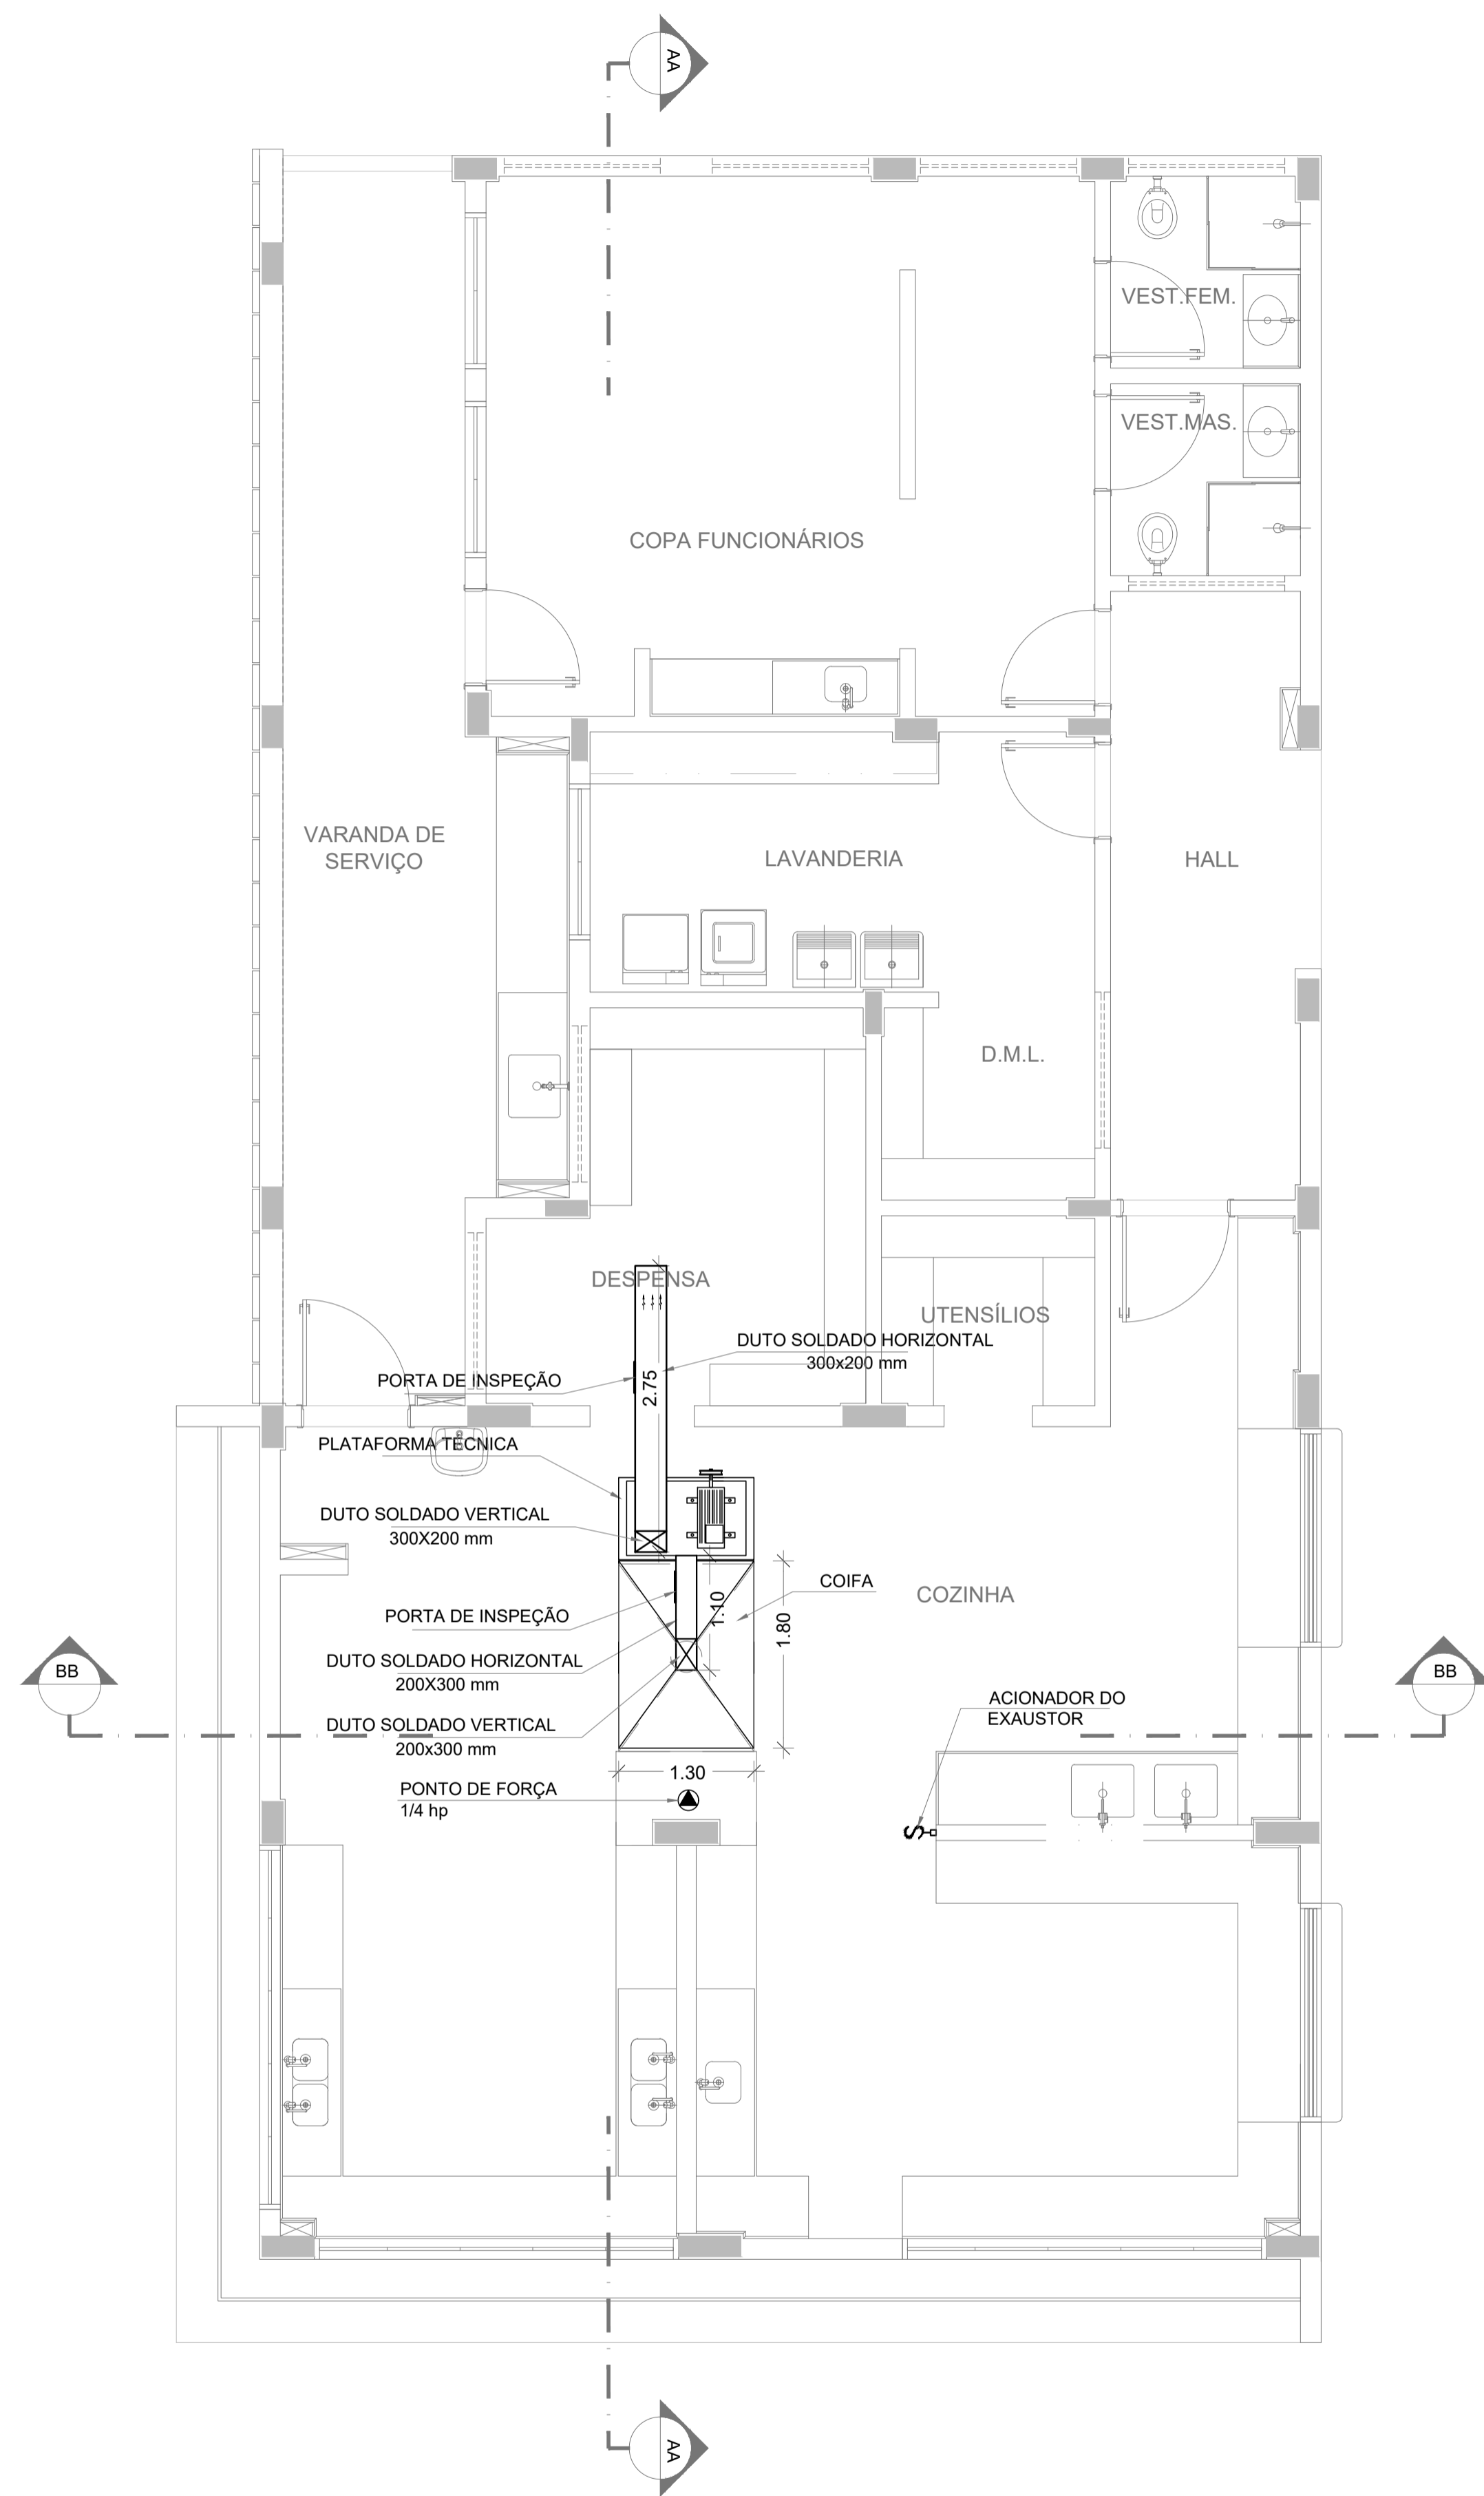 AA
VEST.FEM.
VEST.MAS.
COPA FUNCIONÁRIOS
VARANDA DE
SERVIÇO
LAVANDERIA
HALL
D.M.L.
DESPENSA
UTENSÍLIOS
DUTO SOLDADO HORIZONTAL
300x200 mm
PORTA DE INSPEÇÃO
2.75
PLATAFORMA TÉCNICA
DUTO SOLDADO VERTICAL
300X200 mm
COIFA
COZINHA
PORTA DE INSPEÇÃO
1.10
1.80
DUTO SOLDADO HORIZONTAL
200X300 mm
BB
BB
ACIONADOR DO
EXAUSTOR
DUTO SOLDADO VERTICAL
200x300 mm
1.30
PONTO DE FORÇA
1/4 hp
S
AA